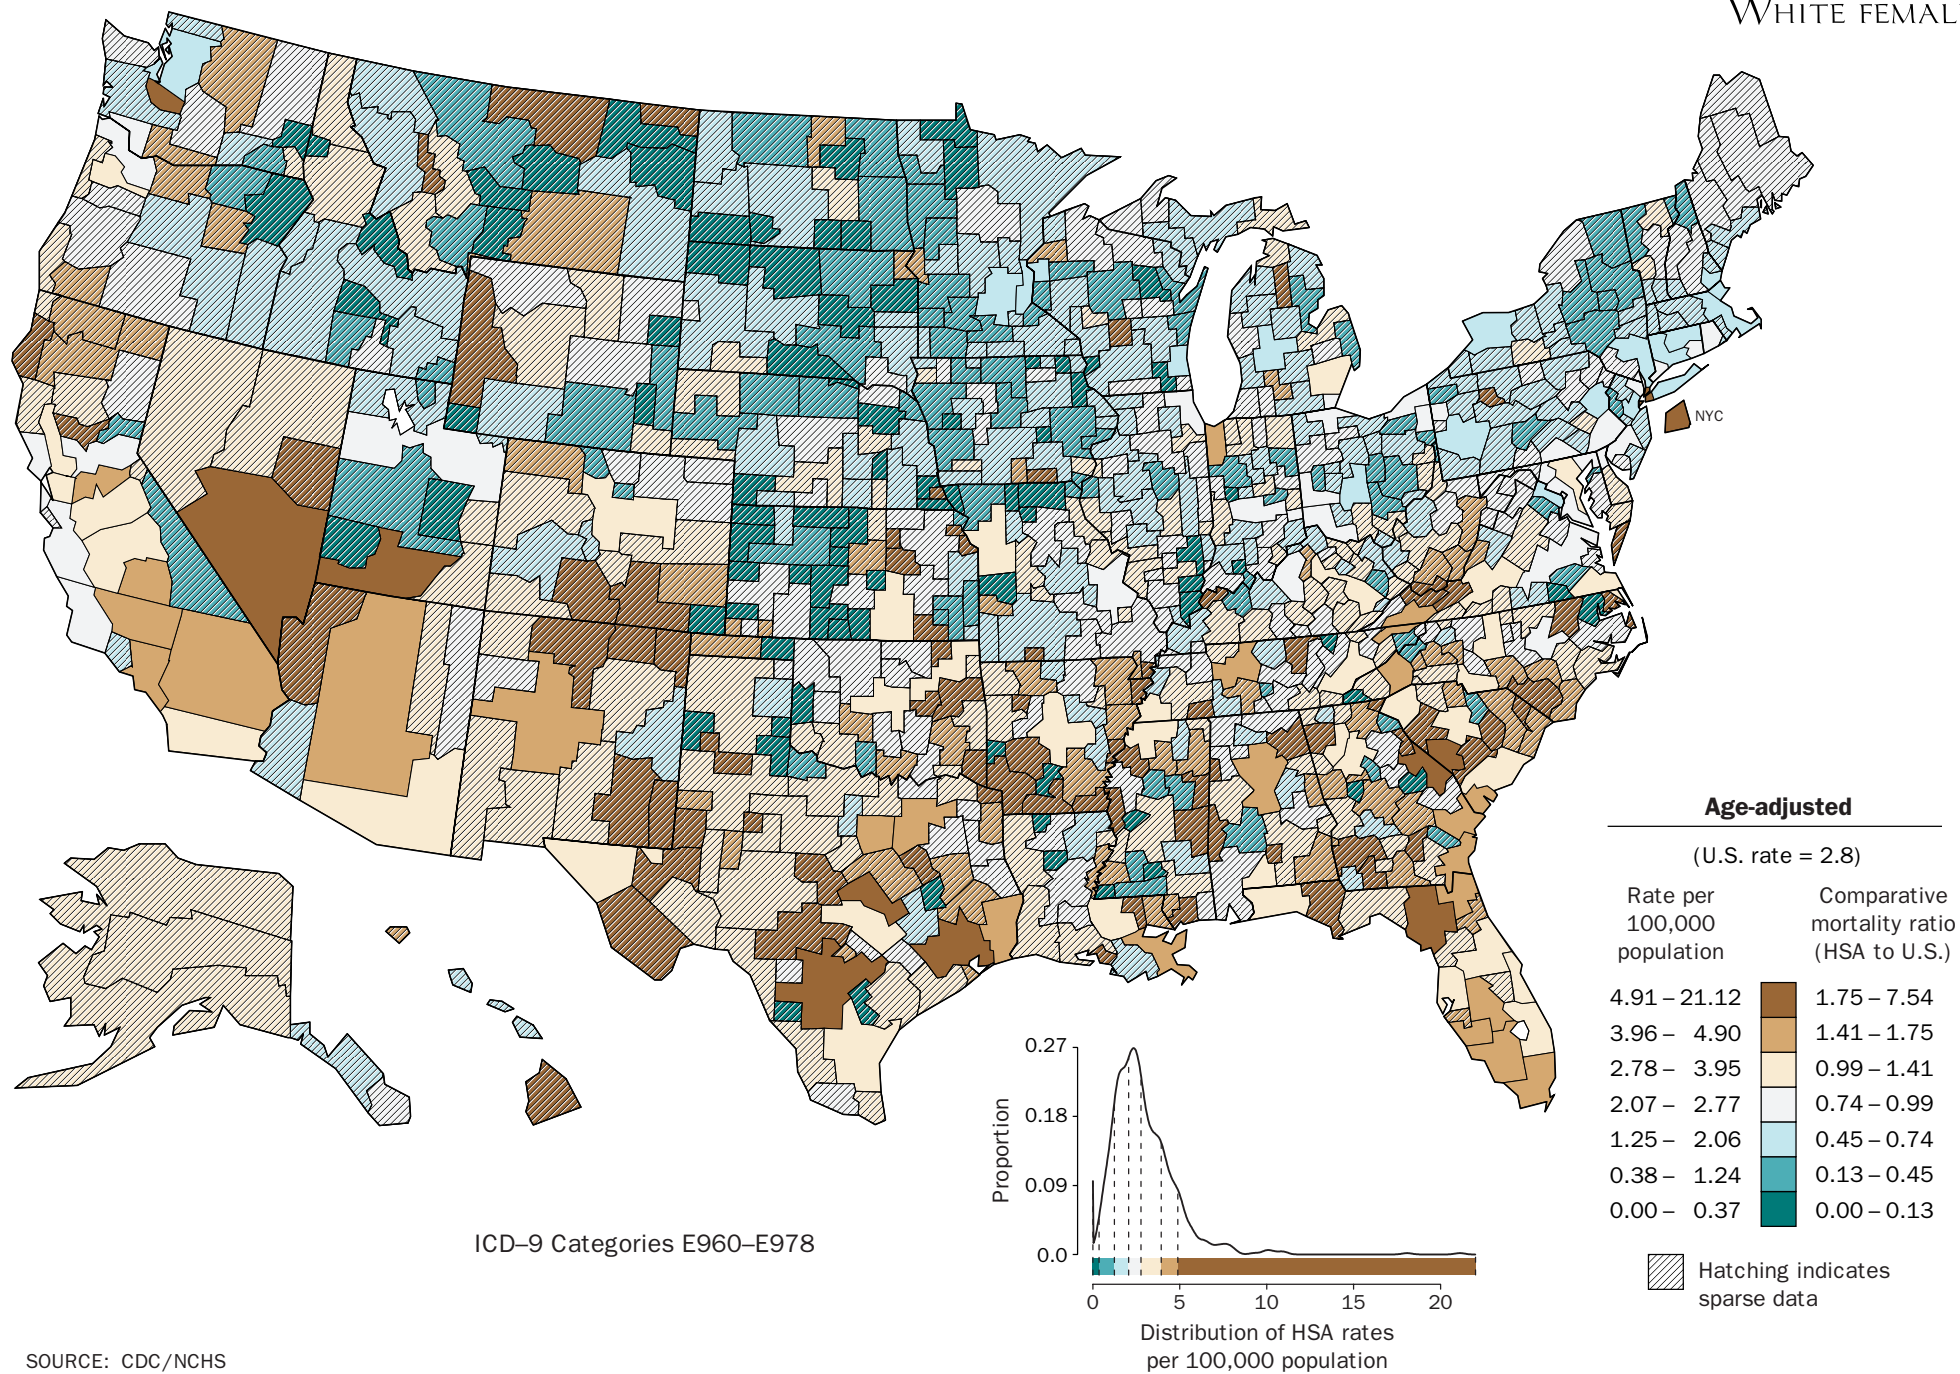 WHITE FEMAL
NYC
Age-adjusted
(U.S. rate = 2.8)
Rate per
100,000
population
Comparative
mortality ratio
(HSA to U.S.)
4.91 – 21.12 1.75 – 7.54
3.96 – 4.90 1.41 – 1.75
2.78 – 3.95 0.99 – 1.41
2.07 – 2.77 0.74 – 0.99
1.25 – 2.06 0.45 – 0.74
0.38 – 1.24 0.13 – 0.45
0.00 – 0.37 0.00 – 0.13
Hatching indicates
sparse data
Proportion
0.27
0.18
0.09
0.0
0 5 10 15 20
Distribution of HSA rates
per 100,000 population
ICD–9 Categories E960–E978
SOURCE: CDC/NCHS